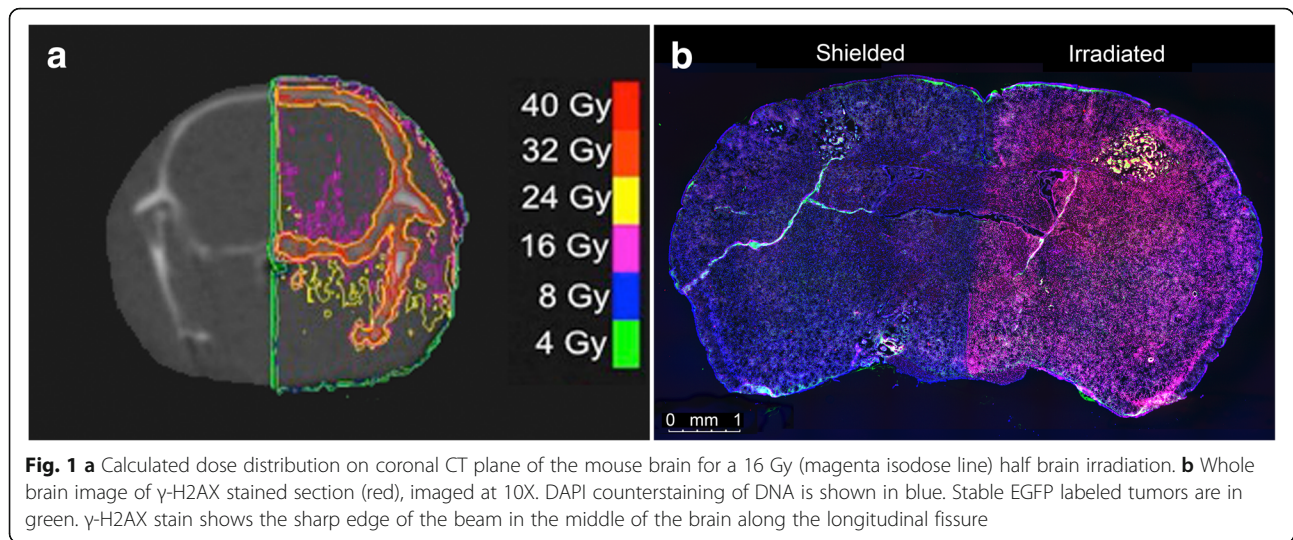 a
40 Gy
32 Gy
24 Gy
16 Gy
8 Gy
4 Gy
b
Shielded
Irradiated
0 mm 1
Fig. 1 a Calculated dose distribution on coronal CT plane of the mouse brain for a 16 Gy (magenta isodose line) half brain irradiation. b Whole
brain image of γ-H2AX stained section (red), imaged at 10X. DAPI counterstaining of DNA is shown in blue. Stable EGFP labeled tumors are in
green. γ-H2AX stain shows the sharp edge of the beam in the middle of the brain along the longitudinal fissure